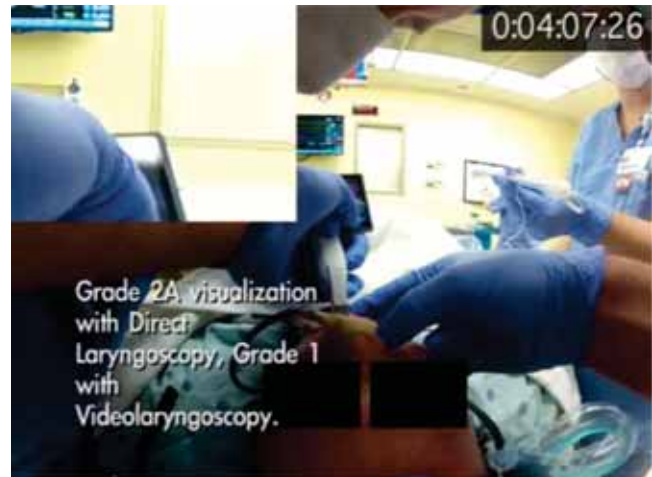 0:04:07:26
Grade 2A visualization
with Direct
Laryngoscopy, Grade 1
with
Videolaryngoscopy.